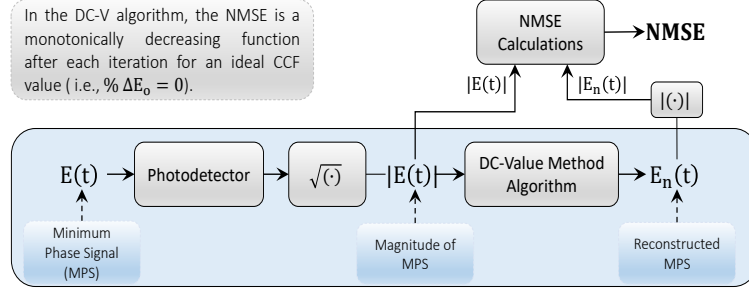 In the DC-V algorithm, the NMSE is a
monotonically decreasing function
after each iteration for an ideal CCF
value ( i.e., % ΔEₒ = 0).
NMSE
Calculations
NMSE
|E(t)|
|Eₙ(t)|
|(·)|
E(t)
Photodetector
√(·)
|E(t)|
DC-Value Method
Algorithm
Eₙ(t)
Minimum
Phase Signal
(MPS)
Magnitude of
MPS
Reconstructed
MPS